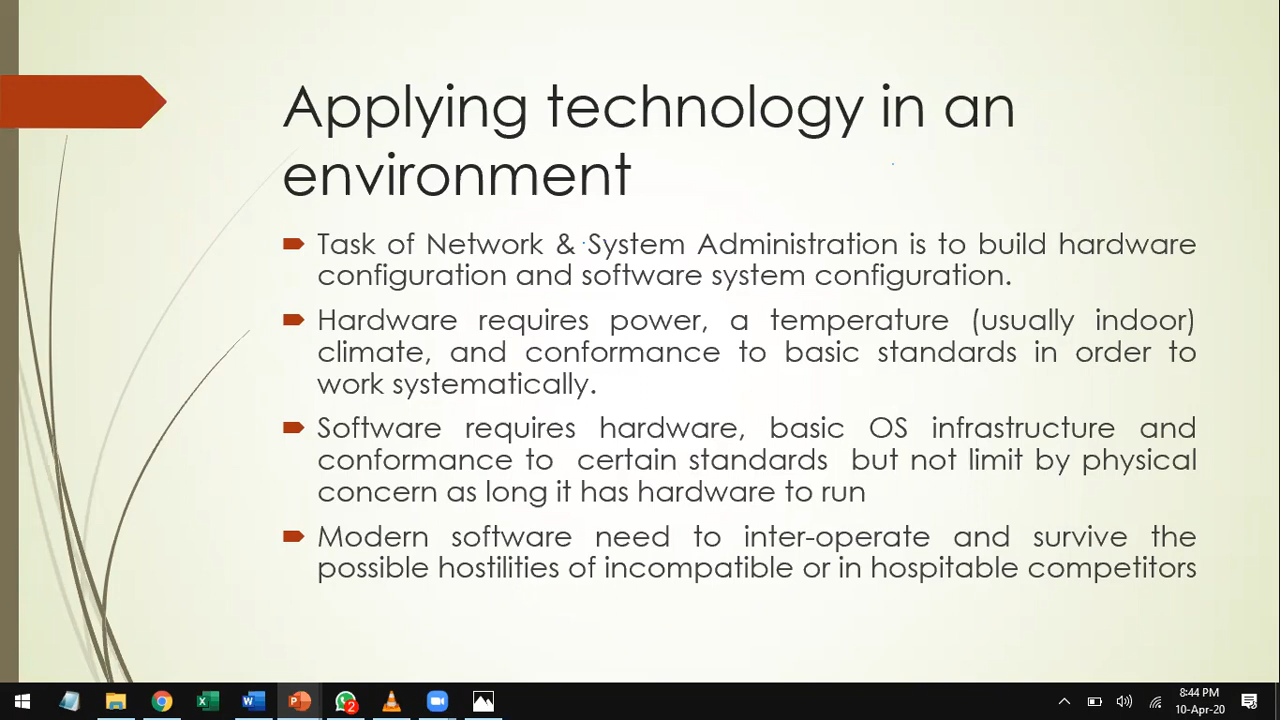 Applying technology in an
environment
Task of Network & System Administration is to build hardware
configuration and software system configuration.
Hardware requires power, a temperature (usually indoor)
climate, and conformance to basic standards in order to
work systematically.
Software requires hardware, basic OS infrastructure and
conformance to certain standards but not limit by physical
concern as long it has hardware to run
Modern software need to inter-operate and survive the
possible hostilities of incompatible or in hospitable competitors
2
8:44 PM
10-Apr-20